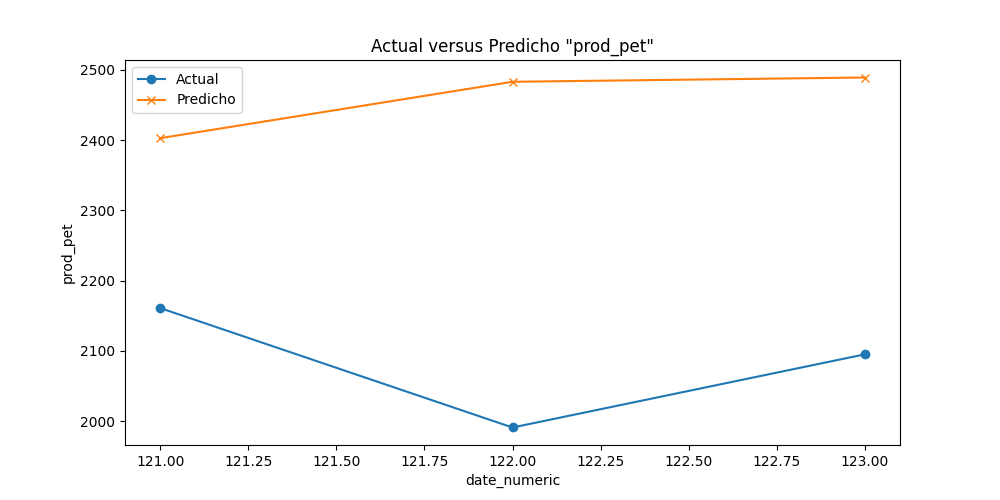 Actual versus Predicho "prod_pet"
Actual
Predicho
2500
2400
2300
2200
2100
2000
prod_pet
121.00 121.25 121.50 121.75 122.00 122.25 122.50 122.75 123.00
date_numeric